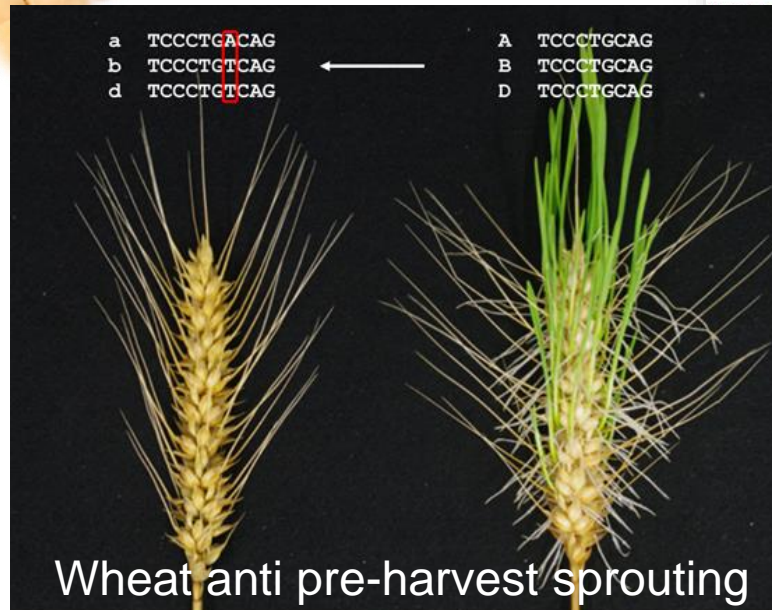 a TCCCTGACAG
b TCCCTGTCAG
d TCCCTGTCAG
A TCCCTGCAG
B TCCCTGCAG
D TCCCTGCAG
Wheat anti pre-harvest sprouting